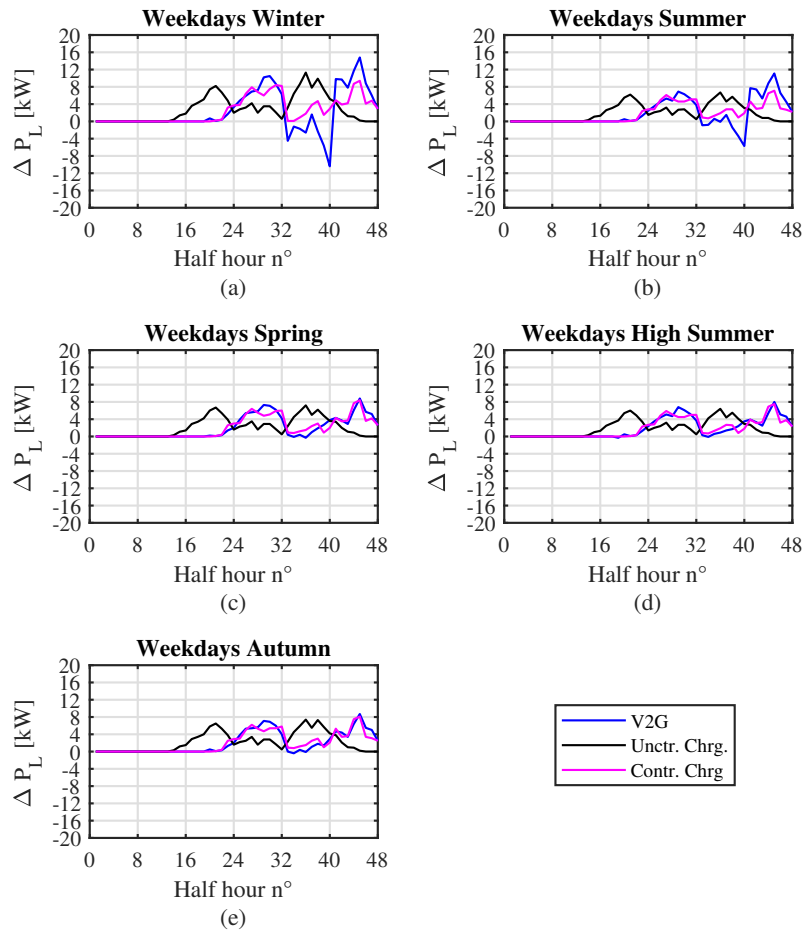 Weekdays Winter
Δ P_L [kW]
20
16
12
8
4
0
-4
-8
-12
-16
-20
0 8 16 24 32 40 48
Half hour n°
(a)
Weekdays Summer
Δ P_L [kW]
20
16
12
8
4
0
-4
-8
-12
-16
-20
0 8 16 24 32 40 48
Half hour n°
(b)
Weekdays Spring
Δ P_L [kW]
20
16
12
8
4
0
-4
-8
-12
-16
-20
0 8 16 24 32 40 48
Half hour n°
(c)
Weekdays High Summer
Δ P_L [kW]
20
16
12
8
4
0
-4
-8
-12
-16
-20
0 8 16 24 32 40 48
Half hour n°
(d)
Weekdays Autumn
Δ P_L [kW]
20
16
12
8
4
0
-4
-8
-12
-16
-20
0 8 16 24 32 40 48
Half hour n°
(e)
V2G
Unctr. Chrg.
Contr. Chrg